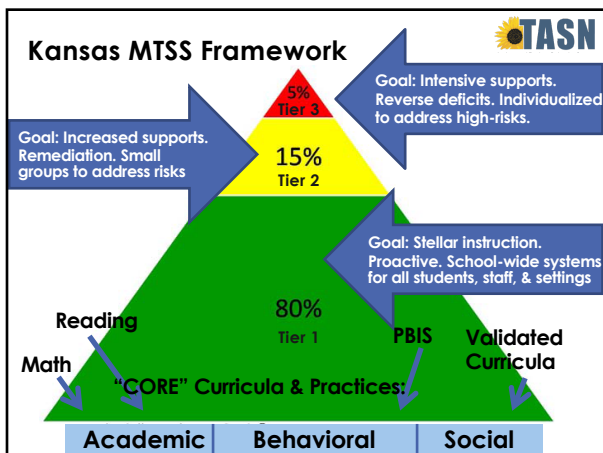 Kansas MTSS Framework
TASN
5%
Tier 3
Goal: Intensive supports.
Reverse deficits. Individualized
to address high-risks.
Goal: Increased supports.
Remediation. Small
groups to address risks
15%
Tier 2
Goal: Stellar instruction.
Proactive. School-wide systems
for all students, staff, & settings
80%
Tier 1
Reading
Math
PBIS
Validated
Curricula
"CORE" Curricula & Practices:
Academic
Behavioral
Social